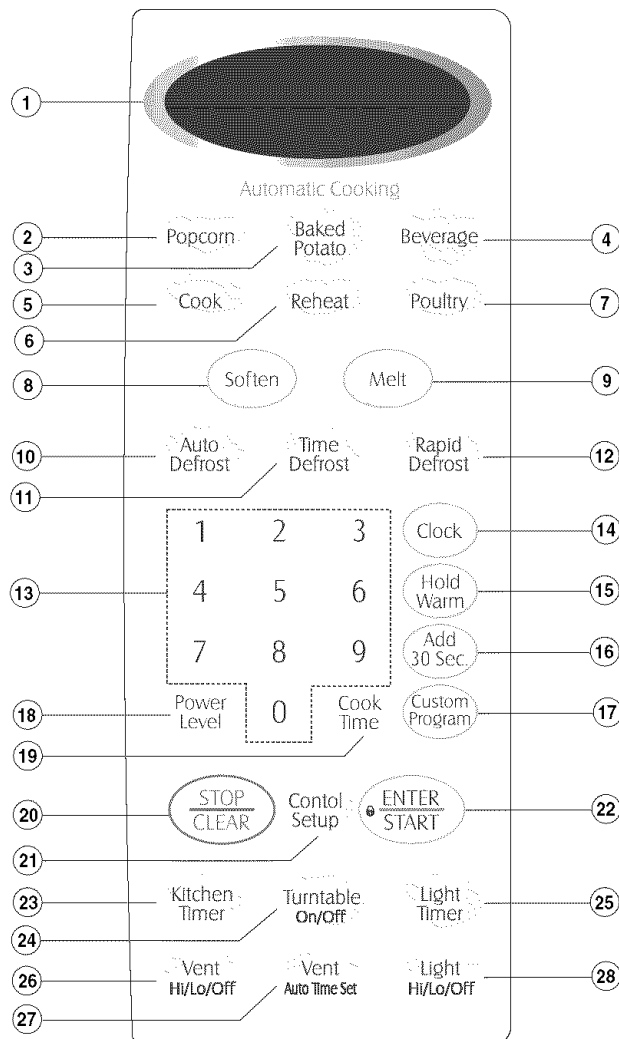 1
Automatic Cooking
2 Popcorn Baked Potato Beverage 4
3
5 Cook Reheat Poultry 7
6
8 Soften Melt 9
10 Auto Defrost Time Defrost Rapid Defrost 12
11
1 2 3 Clock 14
13 4 5 6 Hold Warm 15
7 8 9 Add 30 Sec. 16
18 Power Level 0 Cook Time Custom Program 17
19
20 STOP CLEAR Contol Setup ENTER START 22
21
23 Kitchen Timer Turntable On/Off Light Timer 25
24
26 Vent Hi/Lo/Off Vent Auto Time Set Light Hi/Lo/Off 28
27